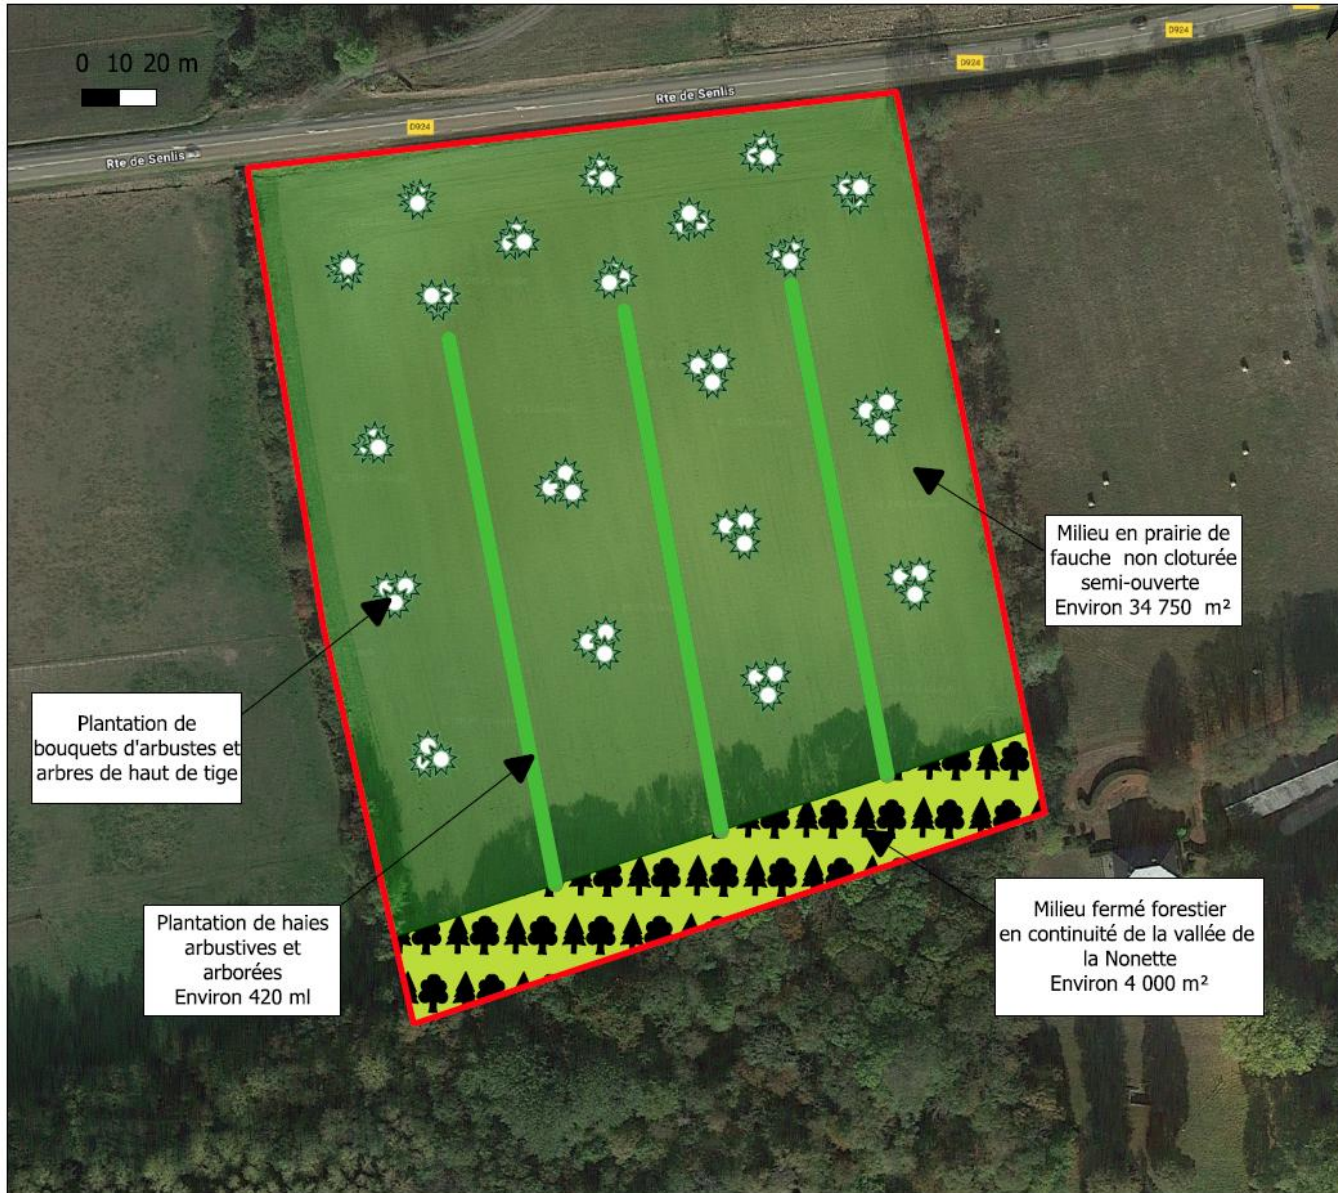 0 10 20 m
D924
D924
D924
Rte de Senlis
Rte de Senlis
Milieu en prairie de
fauche non cloturée
semi-ouverte
Environ 34 750 m²
Plantation de
bouquets d'arbustes et
arbres de haut de tige
Plantation de haies
arbustives et
arborées
Environ 420 ml
Milieu fermé forestier
en continuité de la vallée de
la Nonette
Environ 4 000 m²